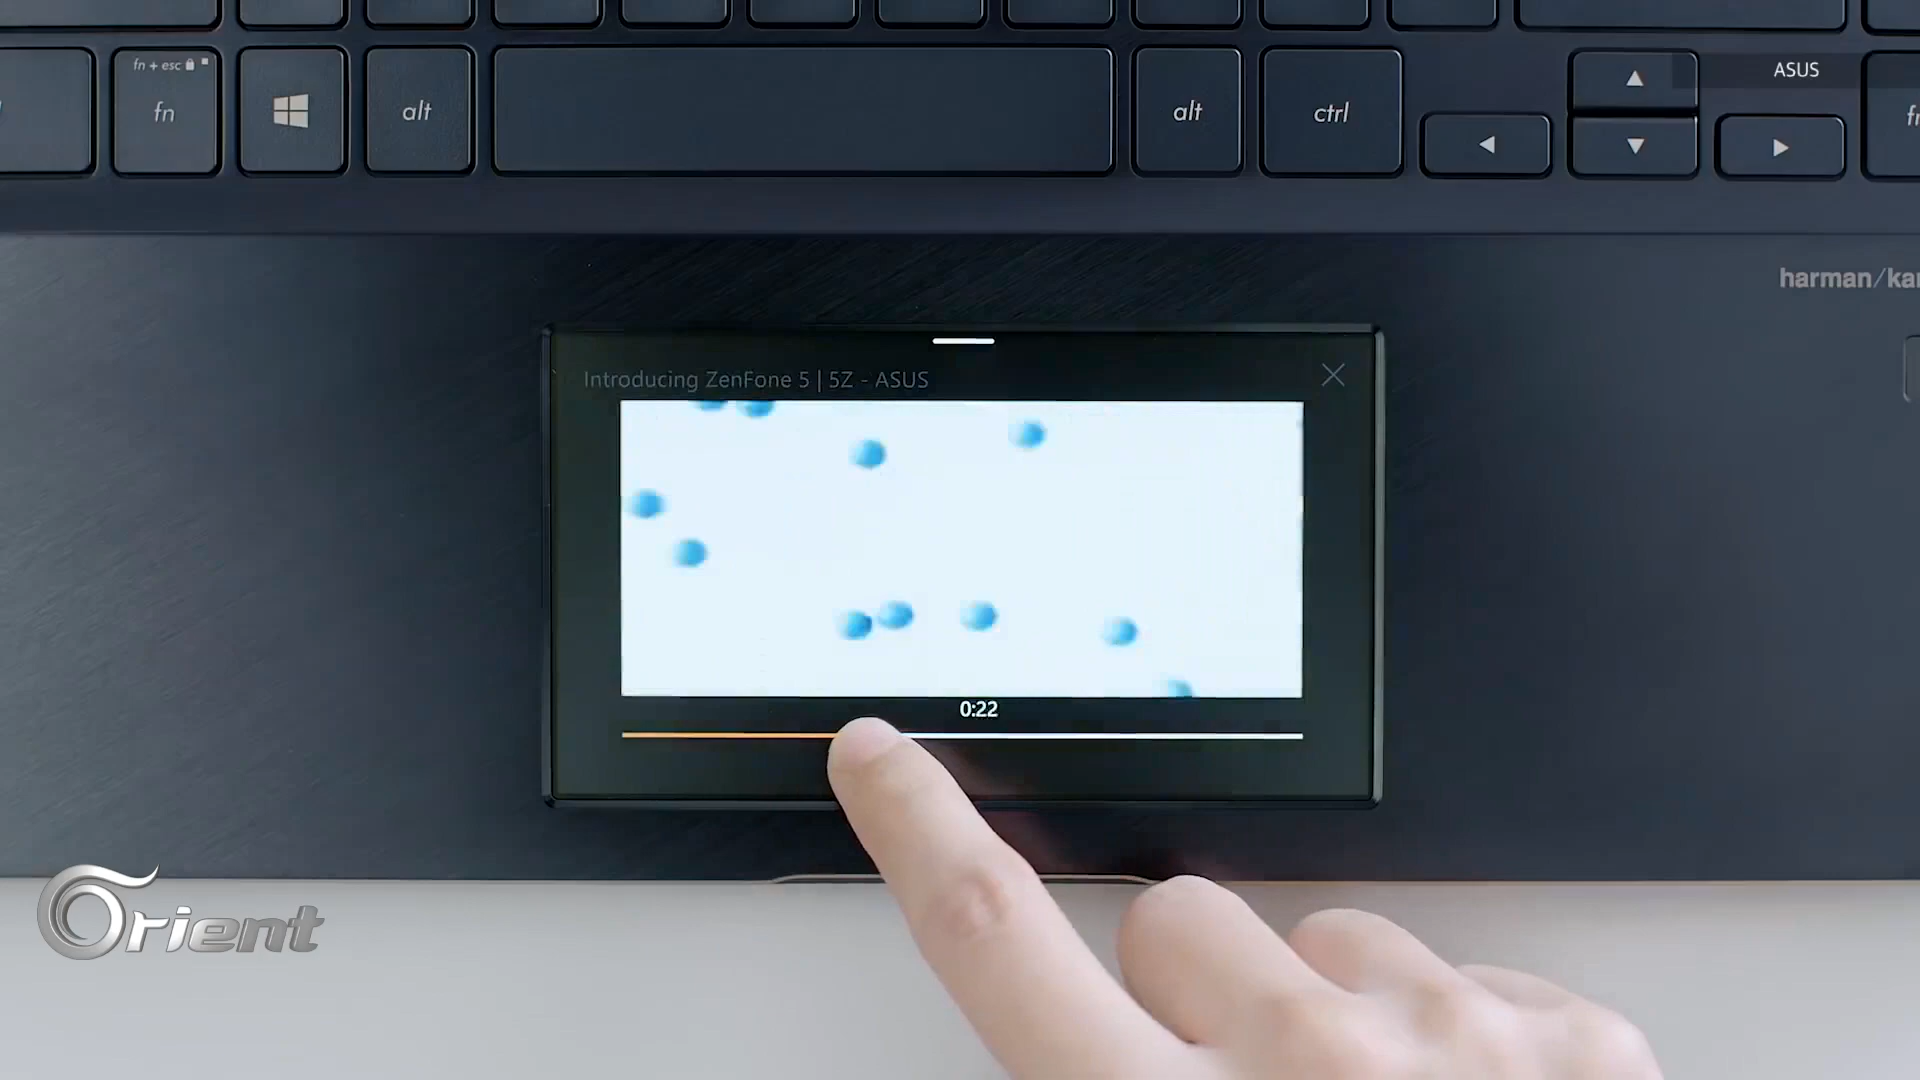 fn + esc
fn
alt
alt
ctrl
ASUS
harman/kar
Introducing ZenFone 5 | 5Z - ASUS
0:22
Orient